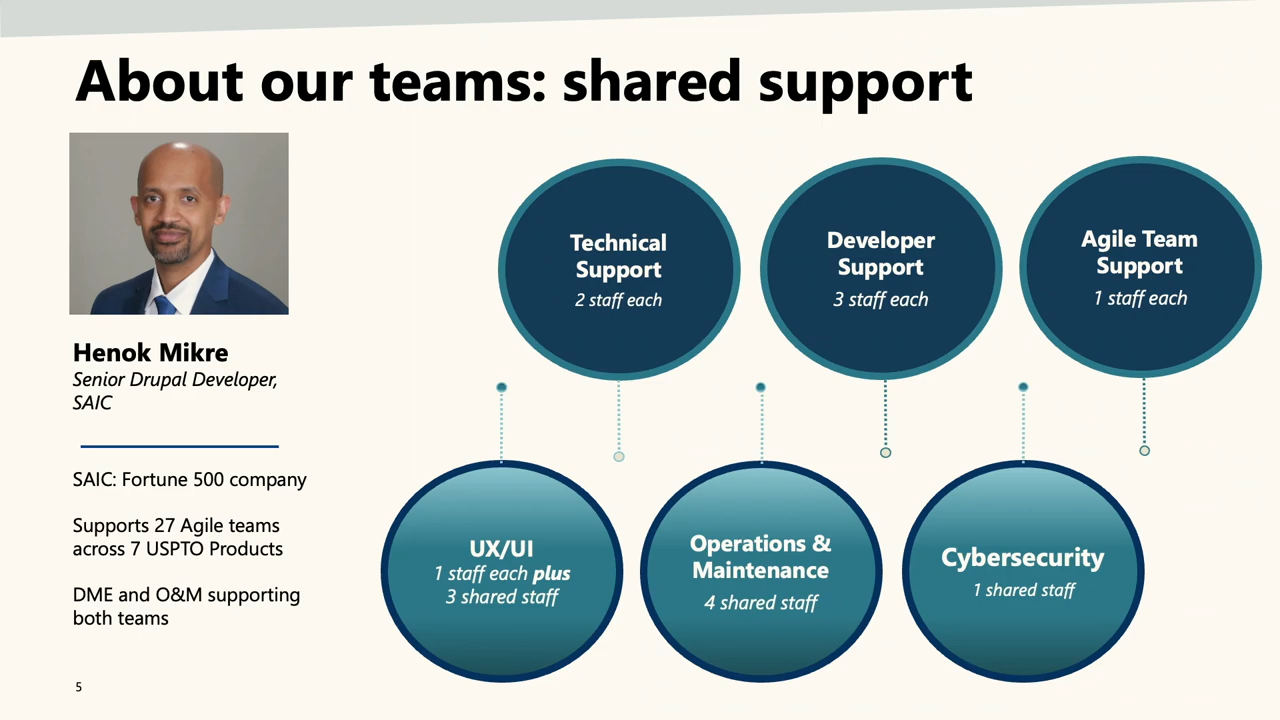 About our teams: shared support
Henok Mikre
Senior Drupal Developer,
SAIC
SAIC: Fortune 500 company
Supports 27 Agile teams
across 7 USPTO Products
DME and O&M supporting
both teams
Technical
Support
2 staff each
Developer
Support
3 staff each
Agile Team
Support
1 staff each
UX/UI
1 staff each plus
3 shared staff
Operations &
Maintenance
4 shared staff
Cybersecurity
1 shared staff
5